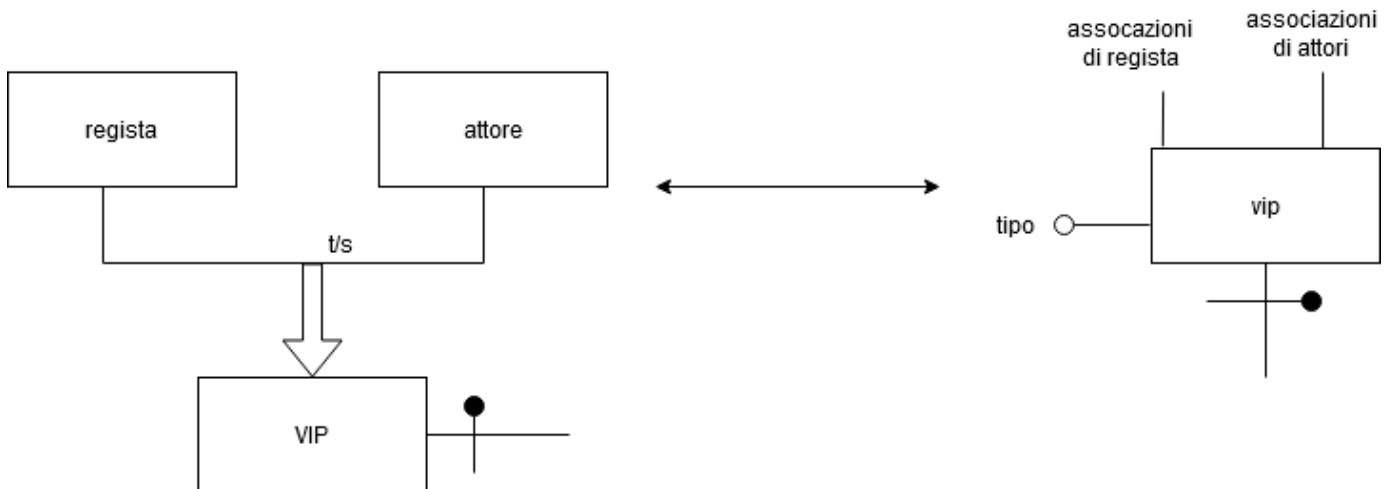 regista
attore
t/s
VIP
assocazioni
di regista
associazioni
di attori
tipo
vip